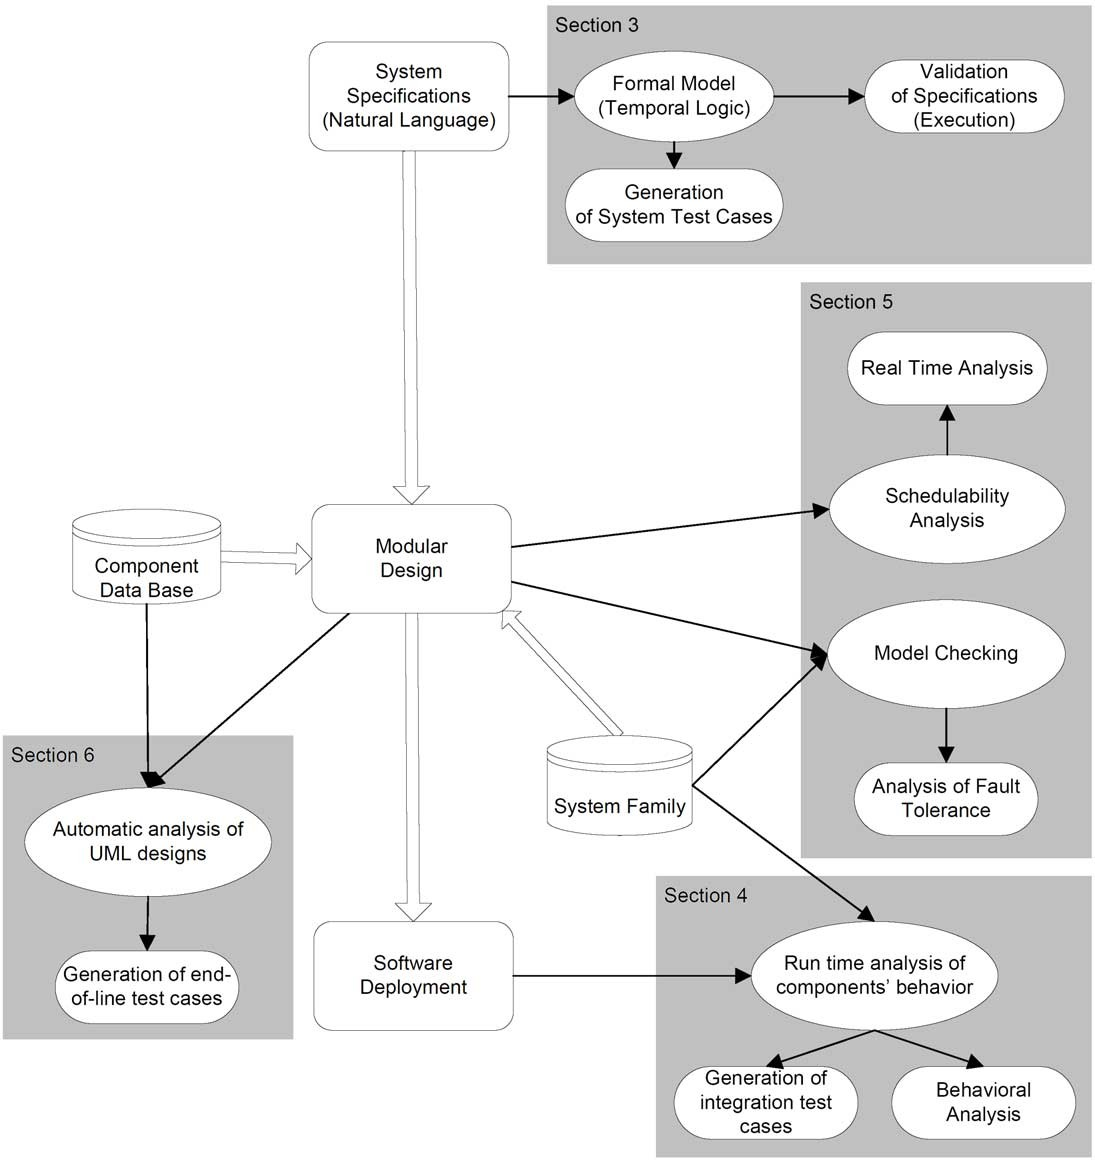 Section 3
System
Specifications
(Natural Language)
Formal Model
(Temporal Logic)
Validation
of Specifications
(Execution)
Generation
of System Test Cases
Section 5
Real Time Analysis
Schedulability
Analysis
Modular
Design
Component
Data Base
Model Checking
Section 6
System Family
Analysis of Fault
Tolerance
Automatic analysis of
UML designs
Section 4
Generation of end-
of-line test cases
Software
Deployment
Run time analysis of
components’ behavior
Generation of
integration test
cases
Behavioral
Analysis